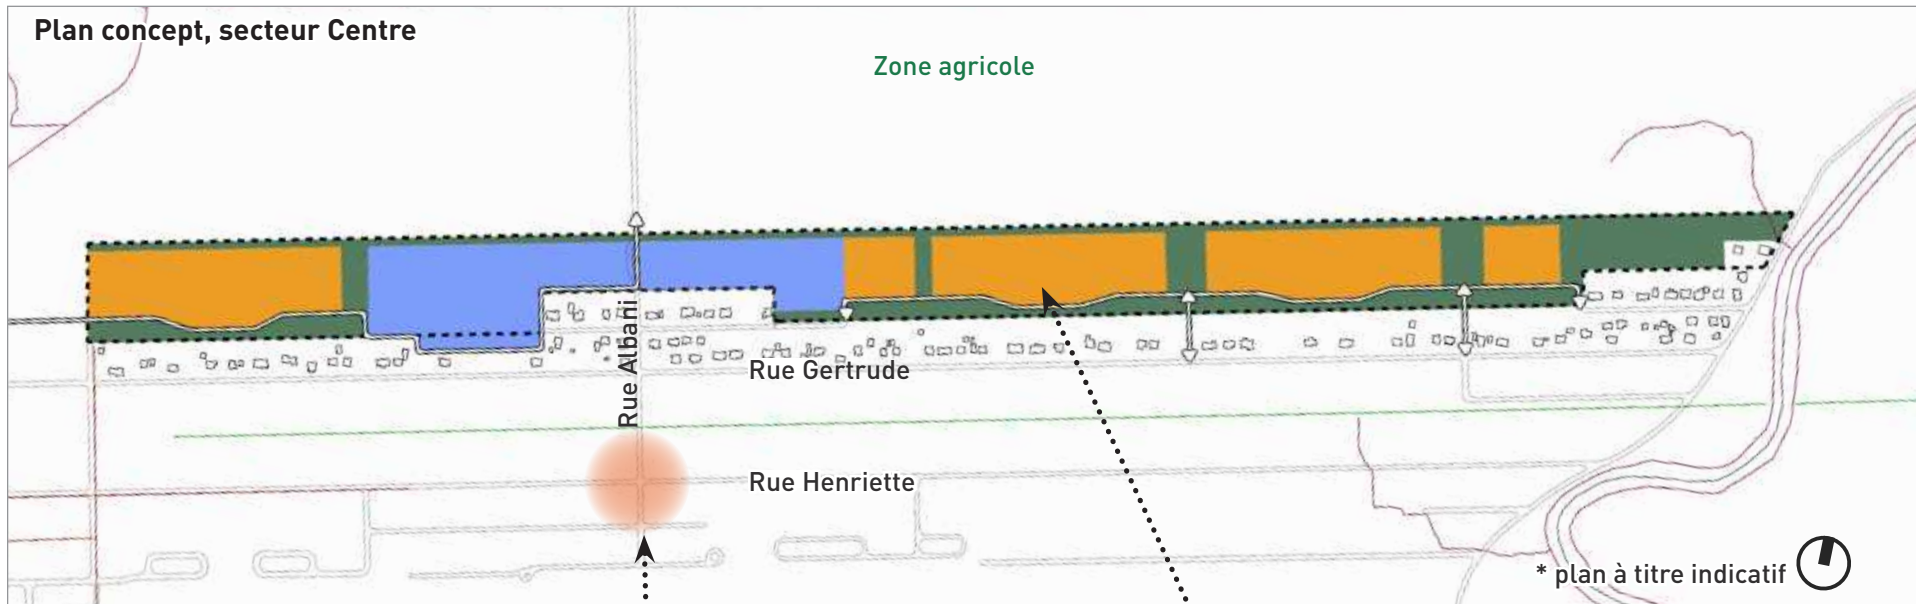 Plan concept, secteur Centre
Zone agricole
Rue Albani
Rue Gertrude
Rue Henriette
* plan à titre indicatif